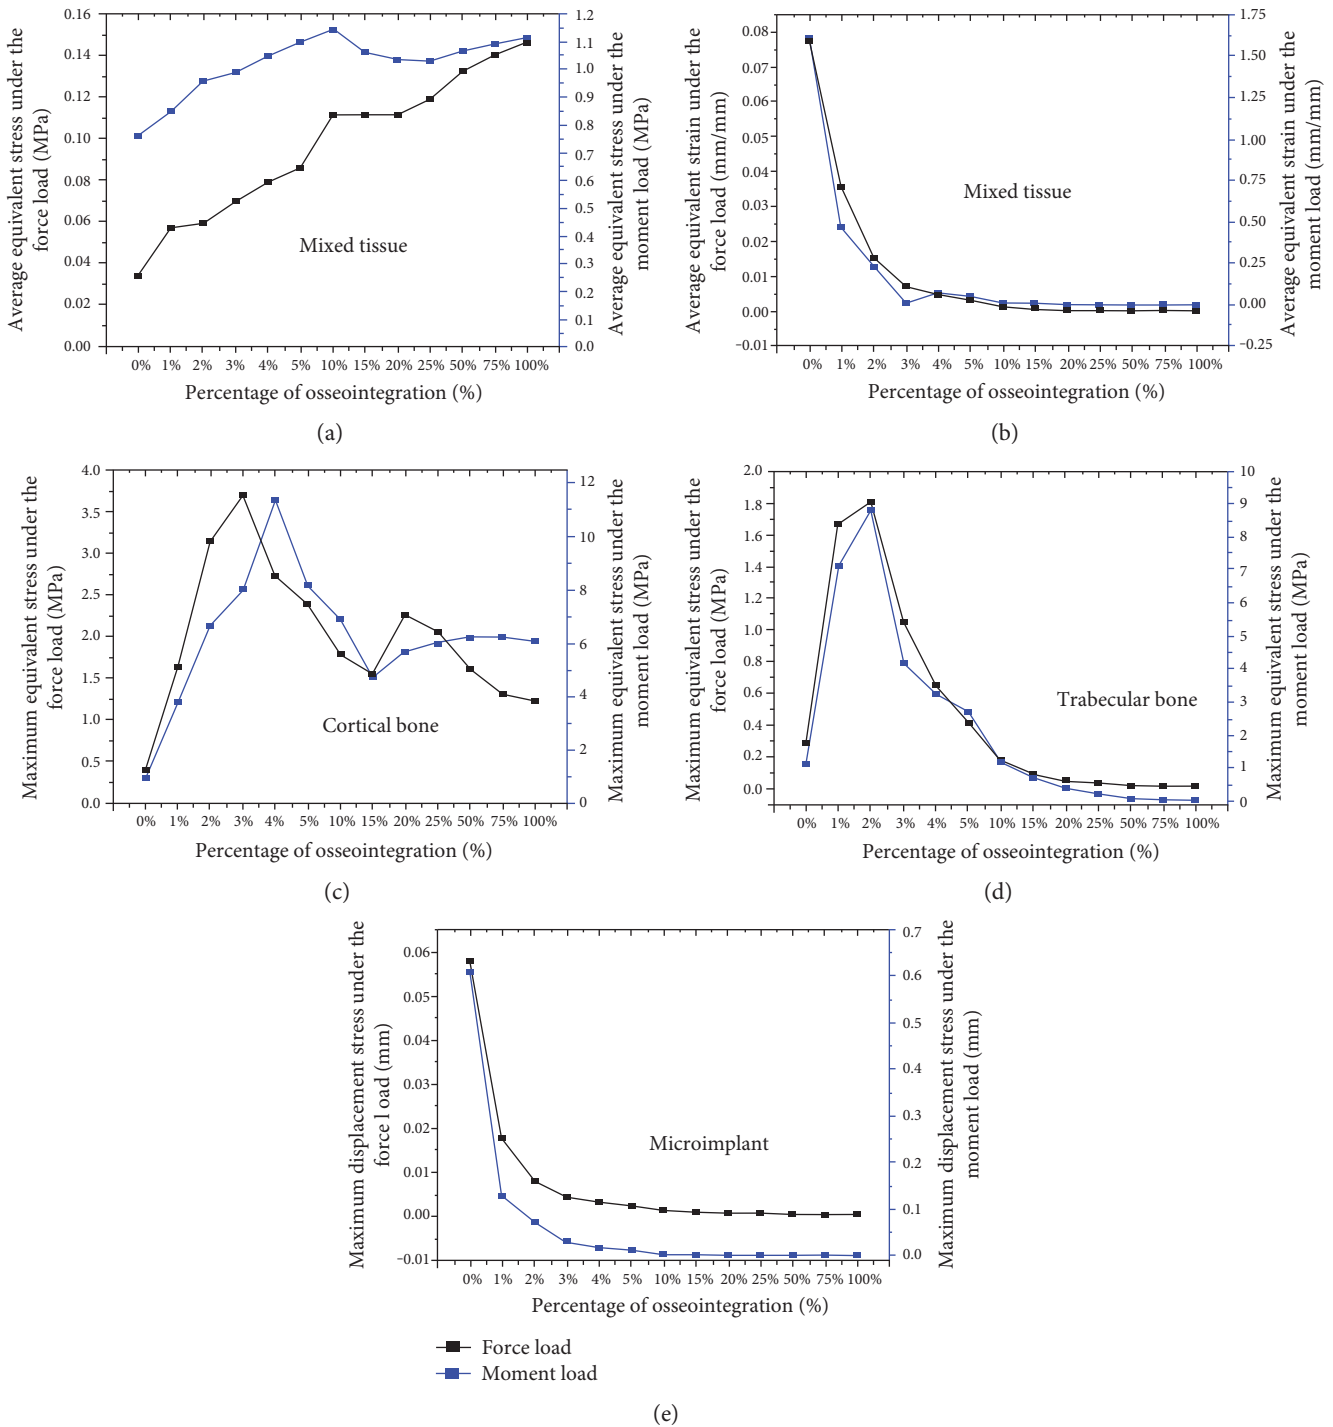 Average equivalent stress under the
force load (MPa)
0.16
0.14
0.12
0.10
0.08
0.06
0.04
0.02
0.00
1.2
1.1
1.0
0.9
0.8
0.7
0.6
0.5
0.4
0.3
0.2
0.1
0.0
Average equivalent stress under the
moment load (MPa)
Mixed tissue
0% 1% 2% 3% 4% 5% 10% 15% 20% 25% 50% 75% 100%
Percentage of osseointegration (%)
(a)
Average equivalent strain under the
force load (mm/mm)
0.08
0.07
0.06
0.05
0.04
0.03
0.02
0.01
0.00
−0.01
1.75
1.50
1.25
1.00
0.75
0.50
0.25
0.00
−0.25
Average equivalent strain under the
moment load (mm/mm)
Mixed tissue
0% 1% 2% 3% 4% 5% 10% 15% 20% 25% 50% 75% 100%
Percentage of osseointegration (%)
(b)
Maximum equivalent stress under the
force load (MPa)
4.0
3.5
3.0
2.5
2.0
1.5
1.0
0.5
0.0
12
10
8
6
4
2
0
Maximum equivalent stress under the
moment load (MPa)
Cortical bone
0% 1% 2% 3% 4% 5% 10% 15% 20% 25% 50% 75% 100%
Percentage of osseointegration (%)
(c)
Maximum equivalent stress under the
force load (MPa)
2.0
1.8
1.6
1.4
1.2
1.0
0.8
0.6
0.4
0.2
0.0
10
9
8
7
6
5
4
3
2
1
0
Maximum equivalent stress under the
moment load (MPa)
Trabecular bone
0% 1% 2% 3% 4% 5% 10% 15% 20% 25% 50% 75% 100%
Percentage of osseointegration (%)
(d)
Maximum displacement stress under the
force l oad (mm)
0.06
0.05
0.04
0.03
0.02
0.01
0.00
−0.01
0.7
0.6
0.5
0.4
0.3
0.2
0.1
0.0
Maximum displacement stress under the
moment load (mm)
Microimplant
0% 1% 2% 3% 4% 5% 10% 15% 20% 25% 50% 75% 100%
Percentage of osseointegration (%)
Force load
Moment load
(e)